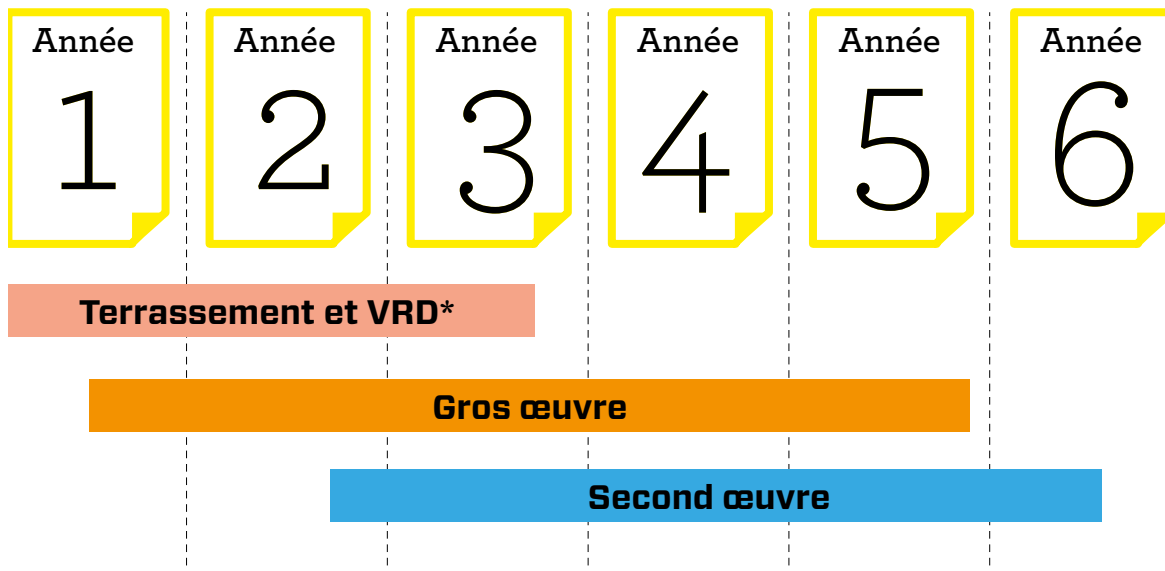 Année Année Année Année Année Année
1 2 3 4 5 6
Terrassement et VRD*
Gros œuvre
Second œuvre